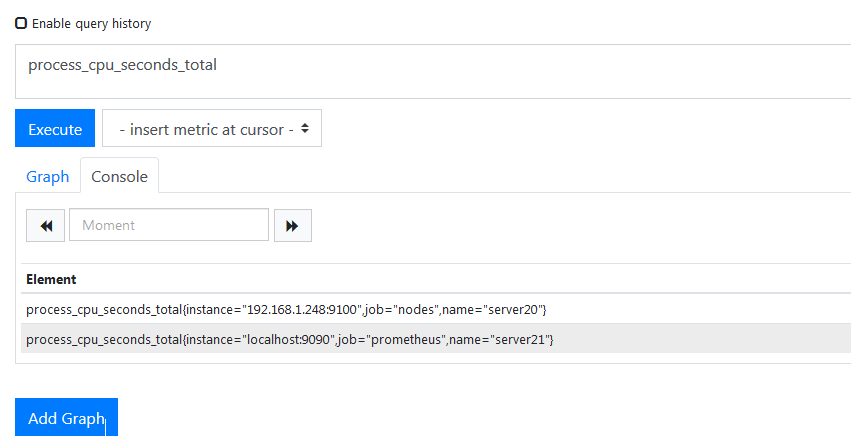 Enable query history
process_cpu_seconds_total
Execute
- insert metric at cursor -
Graph
Console
Moment
Element
process_cpu_seconds_total{instance="192.168.1.248:9100",job="nodes",name="server20"}
process_cpu_seconds_total{instance="localhost:9090",job="prometheus",name="server21"}
Add Graph